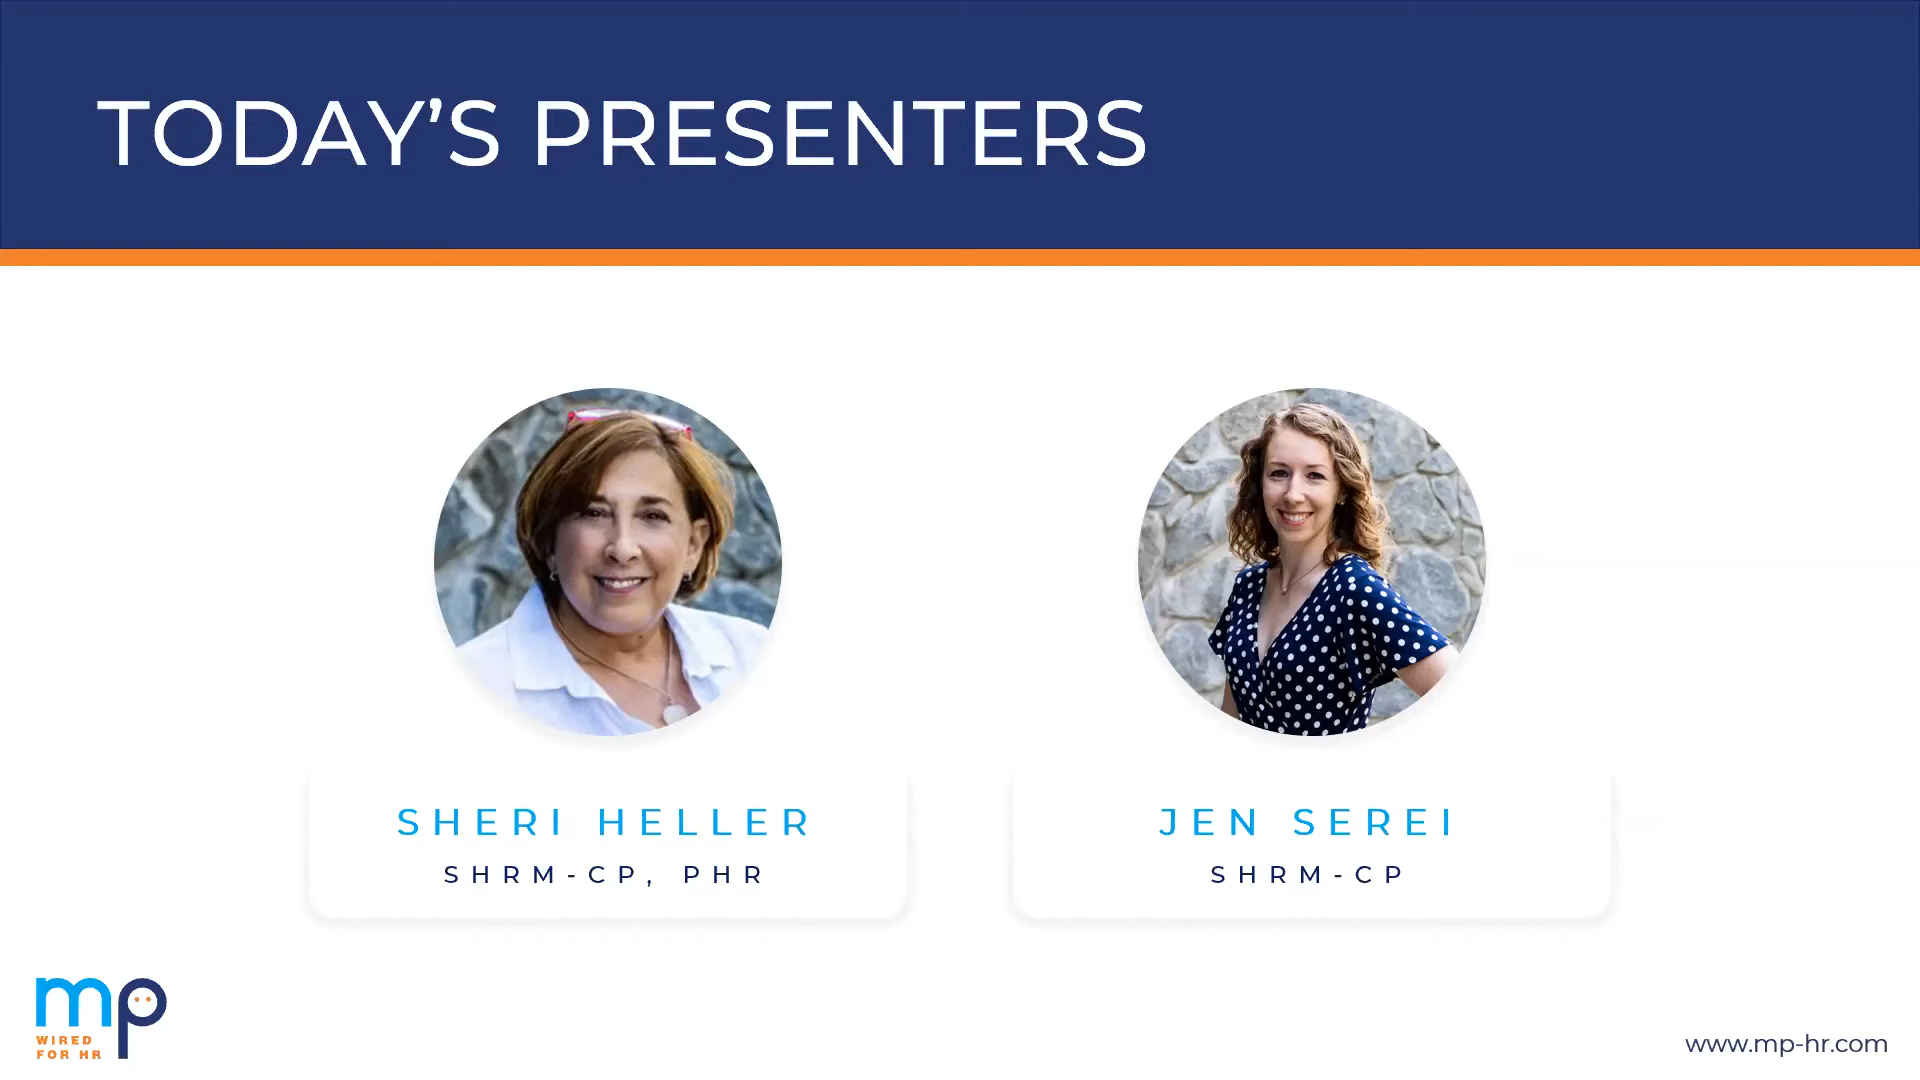 TODAY’S PRESENTERS
SHERI HELLER
SHRM-CP, PHR
JEN SEREI
SHRM-CP
mp
WIRED
FOR HR
www.mp-hr.com